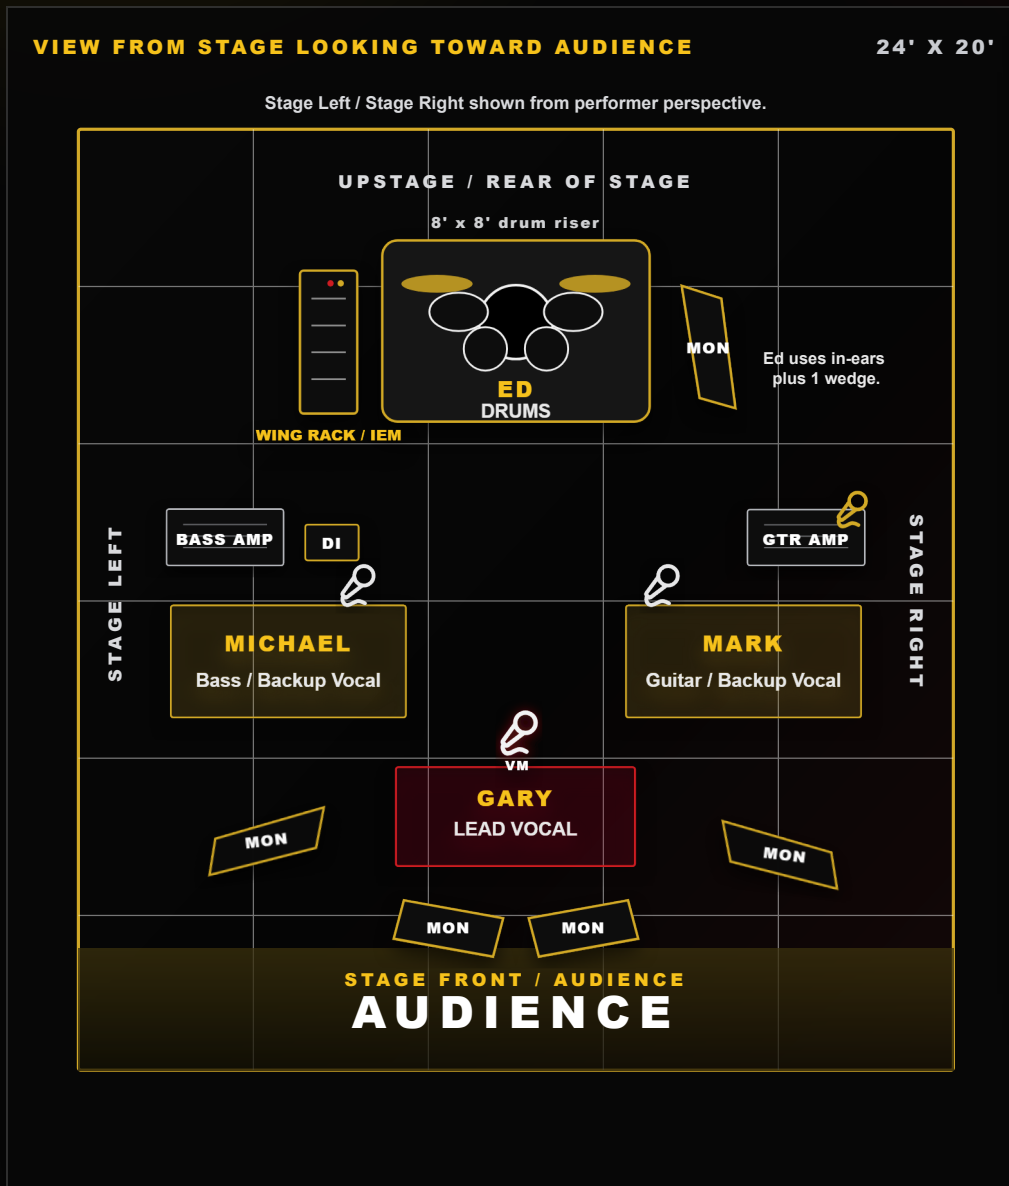 VIEW FROM STAGE LOOKING TOWARD AUDIENCE
24' X 20'
Stage Left / Stage Right shown from performer perspective.
UPSTAGE / REAR OF STAGE
8' x 8' drum riser
MON
Ed uses in-ears
plus 1 wedge.
ED
DRUMS
WING RACK / IEM
BASS AMP
DI
GTR AMP
STAGE LEFT
STAGE RIGHT
MICHAEL
Bass / Backup Vocal
MARK
Guitar / Backup Vocal
VM
GARY
LEAD VOCAL
MON
MON
MON
MON
STAGE FRONT / AUDIENCE
AUDIENCE